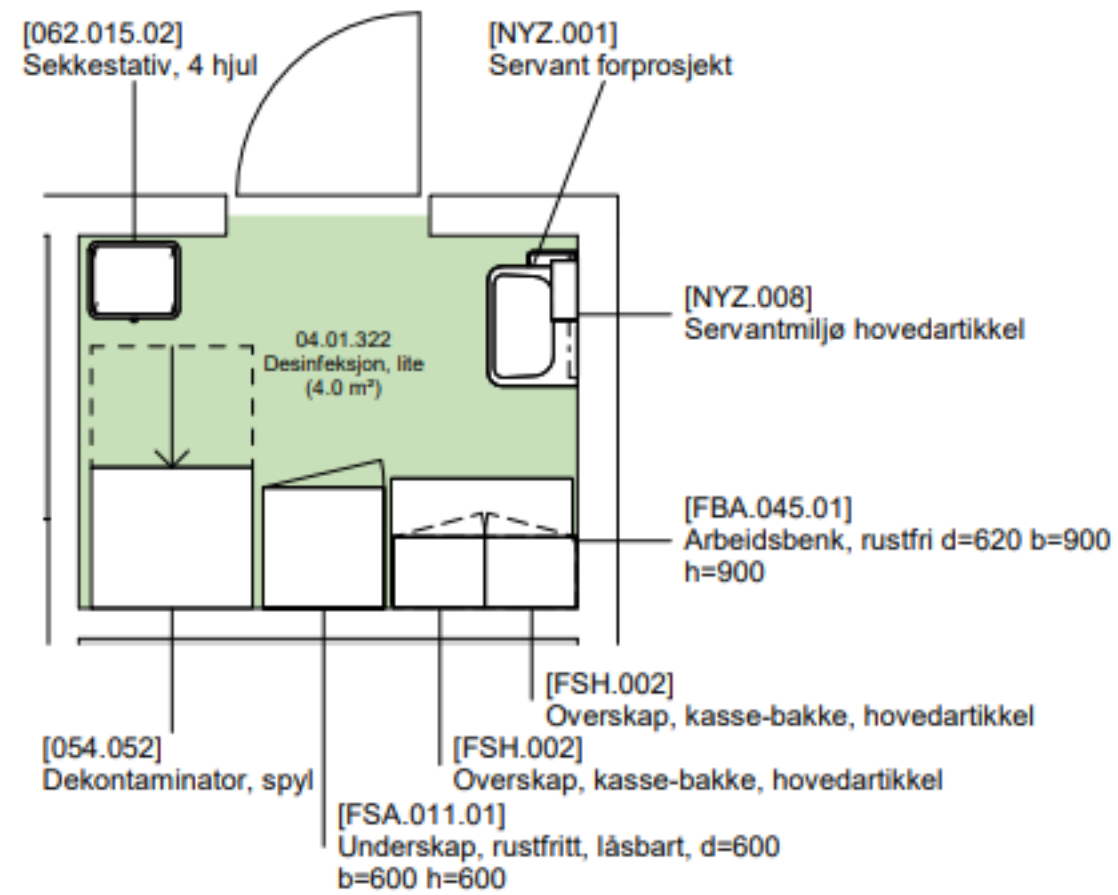 [062.015.02]
Sekkestativ, 4 hjul
[NYZ.001]
Servant forprosjekt
[NYZ.008]
Servantmiljø hovedartikkel
04.01.322
Desinfeksjon, lite
(4.0 m²)
[FBA.045.01]
Arbeidsbenk, rustfri d=620 b=900
h=900
[FSH.002]
Overskap, kasse-bakke, hovedartikkel
[054.052]
Dekontaminator, spyl
[FSH.002]
Overskap, kasse-bakke, hovedartikkel
[FSA.011.01]
Underskap, rustfritt, låsbart, d=600
b=600 h=600